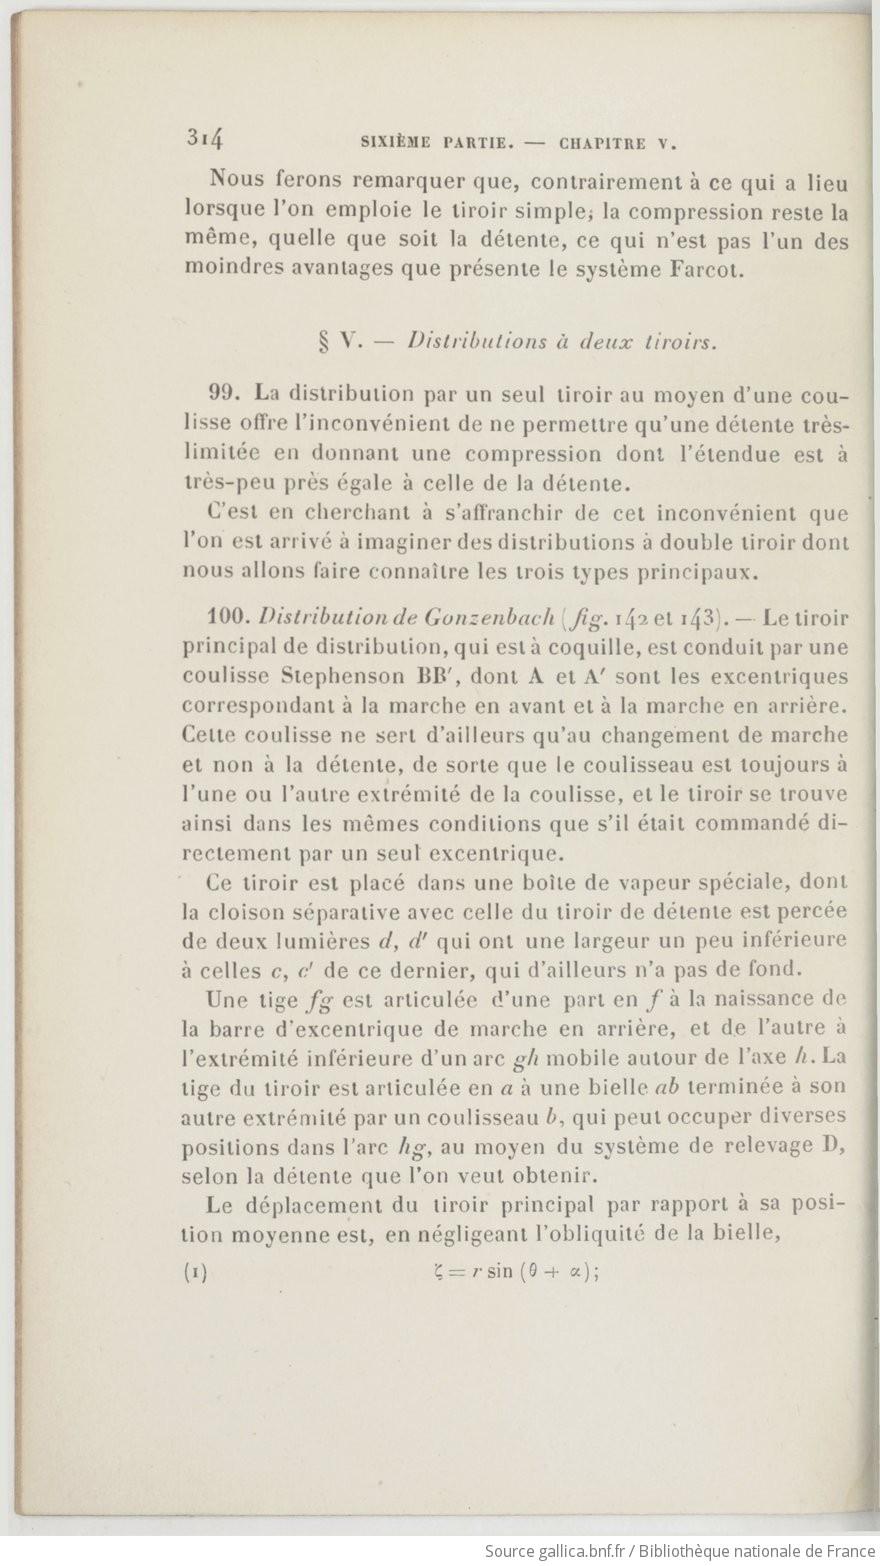 314
SIXIÈME PARTIE. — CHAPITRE V.
Nous ferons remarquer que, contrairement à ce qui a lieu
lorsque l'on emploie le tiroir simple, la compression reste la
même, quelle que soit la détente, ce qui n'est pas l'un des
moindres avantages que présente le système Farcot.
§ V. — Distributions à deux tiroirs.
99. La distribution par un seul tiroir au moyen d'une cou-
lisse offre l'inconvénient de ne permettre qu'une détente très-
limitée en donnant une compression dont l'étendue est à
très-peu près égale à celle de la détente.
C'est en cherchant à s'affranchir de cet inconvénient que
l'on est arrivé à imaginer des distributions à double tiroir dont
nous allons faire connaître les trois types principaux.
100. Distribution de Gonzenbach (fig. 142 et 143). — Le tiroir
principal de distribution, qui est à coquille, est conduit par une
coulisse Stephenson BB′, dont A et A′ sont les excentriques
correspondant à la marche en avant et à la marche en arrière.
Cette coulisse ne sert d'ailleurs qu'au changement de marche
et non à la détente, de sorte que le coulisseau est toujours à
l'une ou l'autre extrémité de la coulisse, et le tiroir se trouve
ainsi dans les mêmes conditions que s'il était commandé di-
rectement par un seul excentrique.
Ce tiroir est placé dans une boîte de vapeur spéciale, dont
la cloison séparative avec celle du tiroir de détente est percée
de deux lumières d, d′ qui ont une largeur un peu inférieure
à celles c, c′ de ce dernier, qui d'ailleurs n'a pas de fond.
Une tige fg est articulée d'une part en f à la naissance de
la barre d'excentrique de marche en arrière, et de l'autre à
l'extrémité inférieure d'un arc gh mobile autour de l'axe h. La
tige du tiroir est articulée en a à une bielle ab terminée à son
autre extrémité par un coulisseau b, qui peut occuper diverses
positions dans l'arc hg, au moyen du système de relevage D,
selon la détente que l'on veut obtenir.
Le déplacement du tiroir principal par rapport à sa posi-
tion moyenne est, en négligeant l'obliquité de la bielle,
(1) ζ = r sin (θ + α);
Source gallica.bnf.fr / Bibliothèque nationale de France